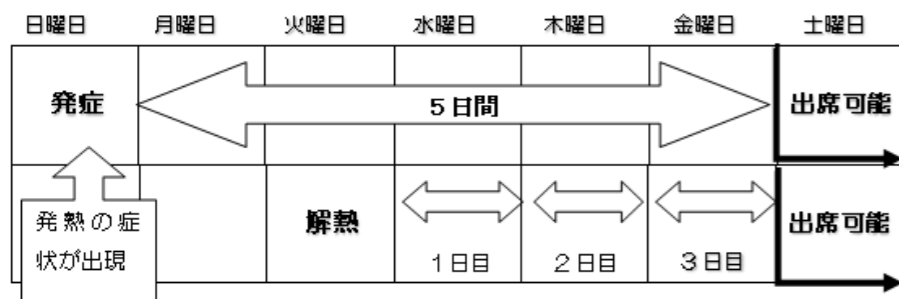 日曜日 月曜日 火曜日 水曜日 木曜日 金曜日 土曜日
発症 5日間 出席可能
発熱の症
状が出現
解熱 出席可能
1日目 2日目 3日目